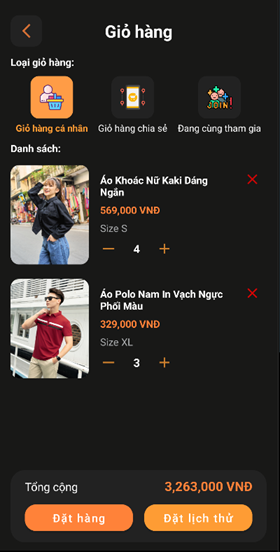 Giỏ hàng
Loại giỏ hàng:
JOIN!
Giỏ hàng cá nhân
Giỏ hàng chia sẻ
Đang cùng tham gia
Danh sách:
Áo Khoác Nữ Kaki Dáng
Ngắn
569,000 VNĐ
Size S
4
Áo Polo Nam In Vạch Ngực
Phối Màu
329,000 VNĐ
Size XL
3
Tổng cộng
3,263,000 VNĐ
Đặt hàng
Đặt lịch thử